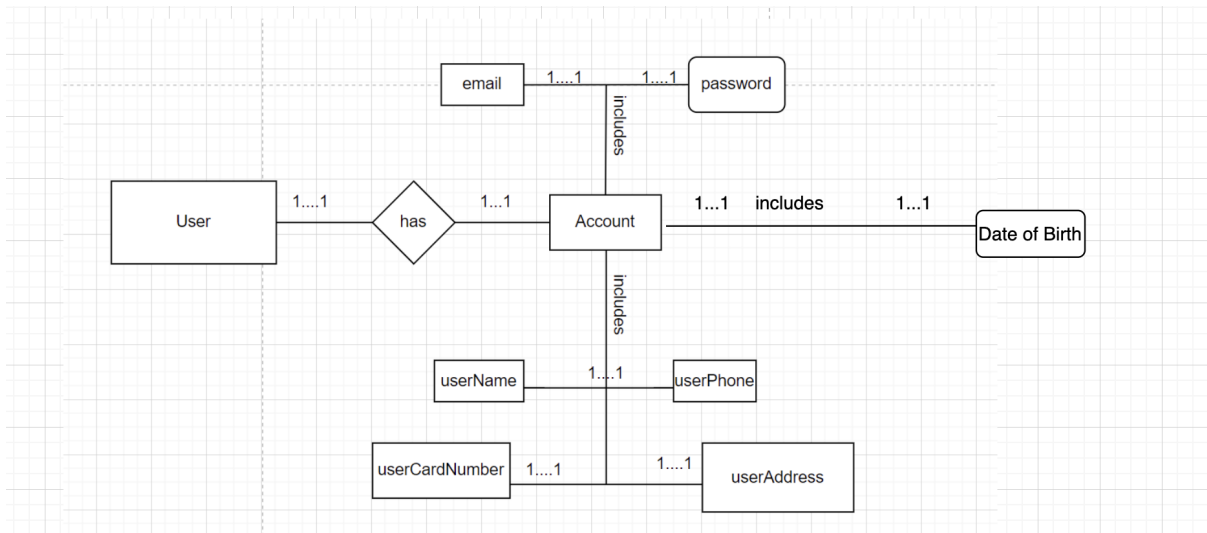 email
1....1
1....1
password
includes
User
1....1
has
1...1
Account
1...1
includes
1...1
Date of Birth
includes
userName
1....1
userPhone
userCardNumber
1....1
1....1
userAddress